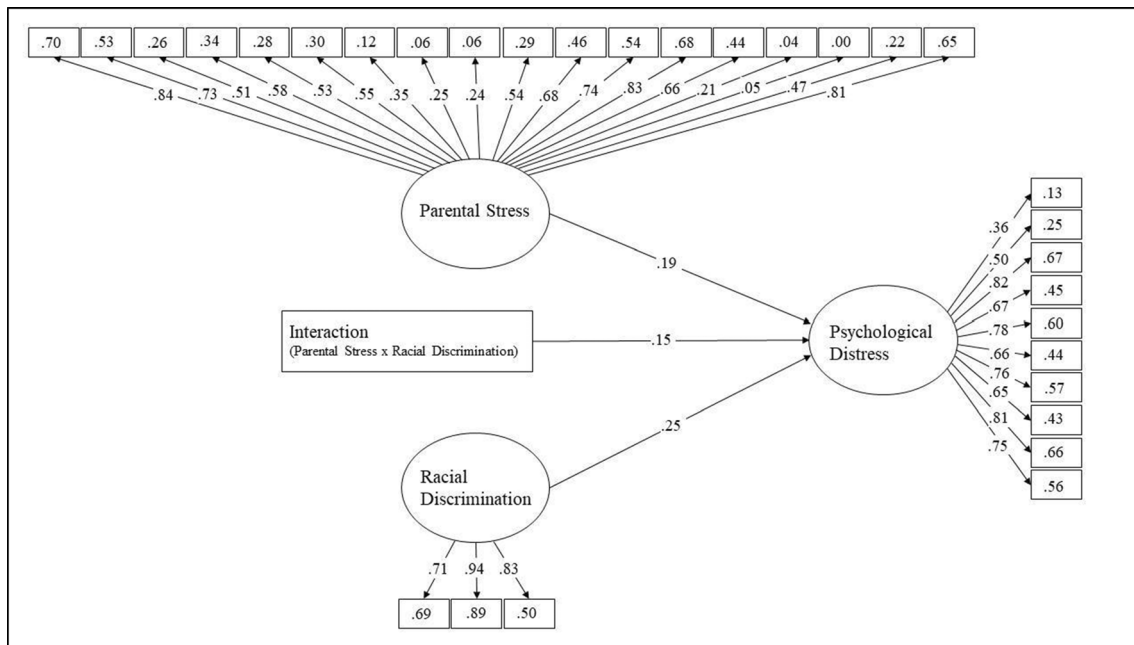 .70 .53 .26 .34 .28 .30 .12 .06 .06 .29 .46 .54 .68 .44 .04 .00 .22 .65
.84 .73 .51 .58 .53 .55 .35 .25 .24 .54 .68 .74 .83 .66 .21 .05 .47 .81
Parental Stress
.19
Interaction
(Parental Stress x Racial Discrimination)
.15
Racial
Discrimination
.25
.71 .94 .83
.69 .89 .50
Psychological
Distress
.36 .13
.50 .25
.82 .67
.67 .45
.78 .60
.66 .44
.76 .57
.65 .43
.81 .66
.75 .56